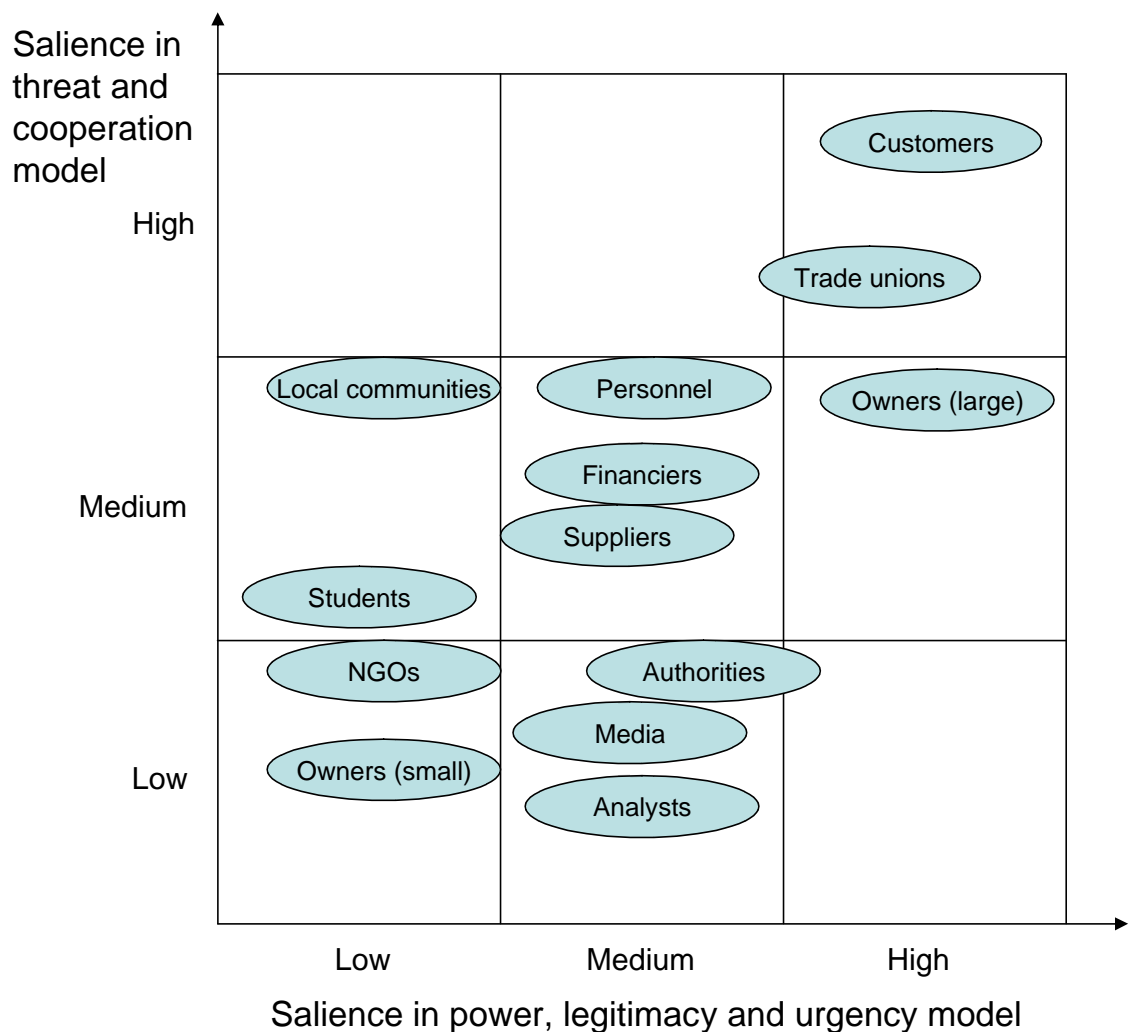 Salience in
threat and
cooperation
model
Customers
High
Trade unions
Local communities
Personnel
Owners (large)
Financiers
Medium
Suppliers
Students
NGOs
Authorities
Media
Owners (small)
Low
Analysts
Low
Medium
High
Salience in power, legitimacy and urgency model